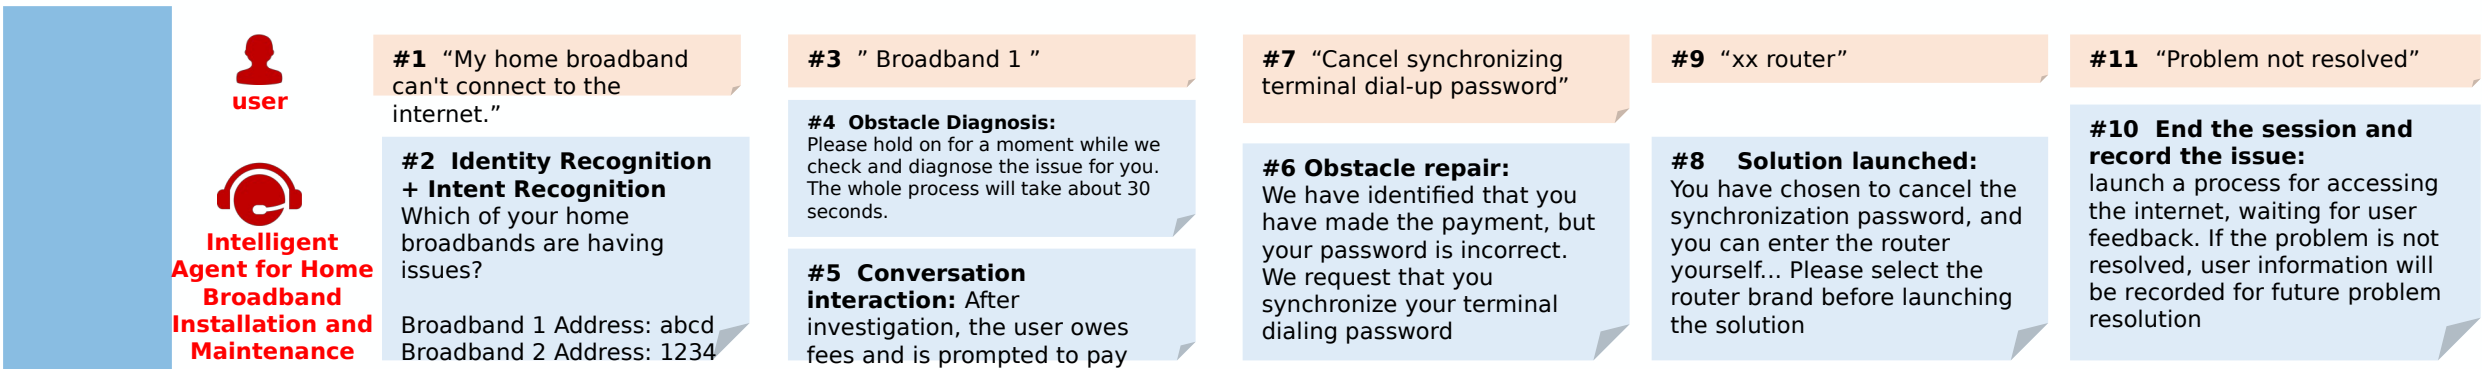 user
Intelligent
Agent for Home
Broadband
Installation and
Maintenance
#1 “My home broadband
can't connect to the
internet.”
#2 Identity Recognition
+ Intent Recognition
Which of your home
broadbands are having
issues?
Broadband 1 Address: abcd
Broadband 2 Address: 1234
#3 ” Broadband 1 ”
#4 Obstacle Diagnosis:
Please hold on for a moment while we
check and diagnose the issue for you.
The whole process will take about 30
seconds.
#5 Conversation
interaction: After
investigation, the user owes
fees and is prompted to pay
#7 “Cancel synchronizing
terminal dial-up password”
#6 Obstacle repair:
We have identified that you
have made the payment, but
your password is incorrect.
We request that you
synchronize your terminal
dialing password
#9 “xx router”
#8 Solution launched:
You have chosen to cancel the
synchronization password, and
you can enter the router
yourself... Please select the
router brand before launching
the solution
#11 “Problem not resolved”
#10 End the session and
record the issue:
launch a process for accessing
the internet, waiting for user
feedback. If the problem is not
resolved, user information will
be recorded for future problem
resolution